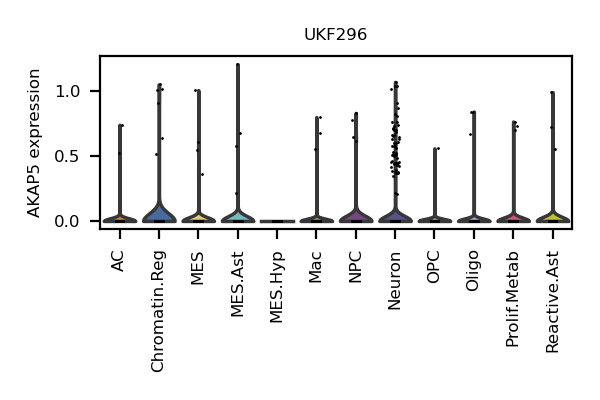 UKF296
AKAP5 expression
1.0
0.5
0.0
AC
Chromatin.Reg
MES
MES.Ast
MES.Hyp
Mac
NPC
Neuron
OPC
Oligo
Prolif.Metab
Reactive.Ast